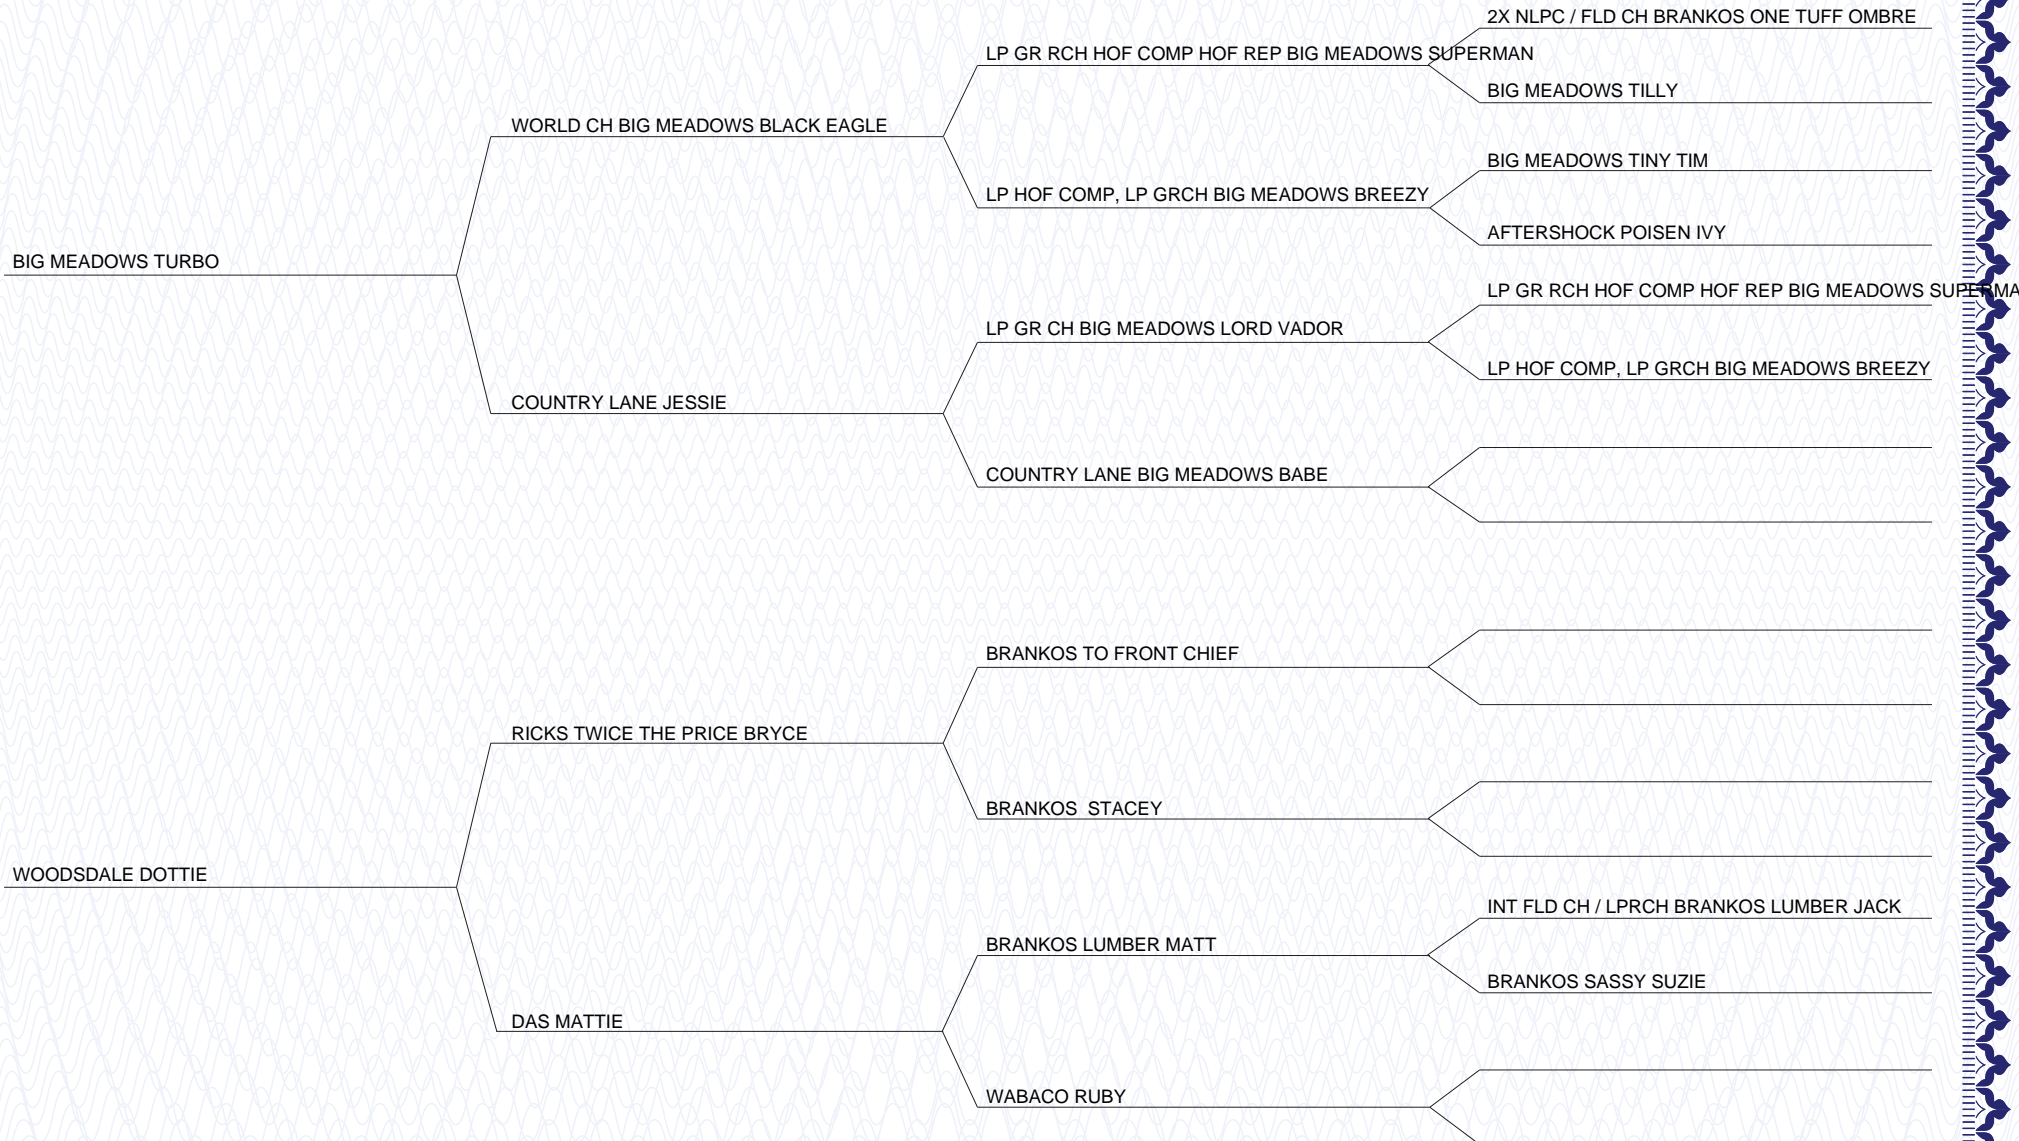 2X NLPC / FLD CH BRANKOS ONE TUFF OMBRE
LP GR RCH HOF COMP HOF REP BIG MEADOWS SUPERMAN
BIG MEADOWS TILLY
WORLD CH BIG MEADOWS BLACK EAGLE
BIG MEADOWS TINY TIM
LP HOF COMP, LP GRCH BIG MEADOWS BREEZY
AFTERSHOCK POISEN IVY
BIG MEADOWS TURBO
LP GR RCH HOF COMP HOF REP BIG MEADOWS SUPERMA
LP GR CH BIG MEADOWS LORD VADOR
LP HOF COMP, LP GRCH BIG MEADOWS BREEZY
COUNTRY LANE JESSIE
COUNTRY LANE BIG MEADOWS BABE
BRANKOS TO FRONT CHIEF
RICKS TWICE THE PRICE BRYCE
BRANKOS  STACEY
WOODSDALE DOTTIE
INT FLD CH / LPRCH BRANKOS LUMBER JACK
BRANKOS LUMBER MATT
BRANKOS SASSY SUZIE
DAS MATTIE
WABACO RUBY